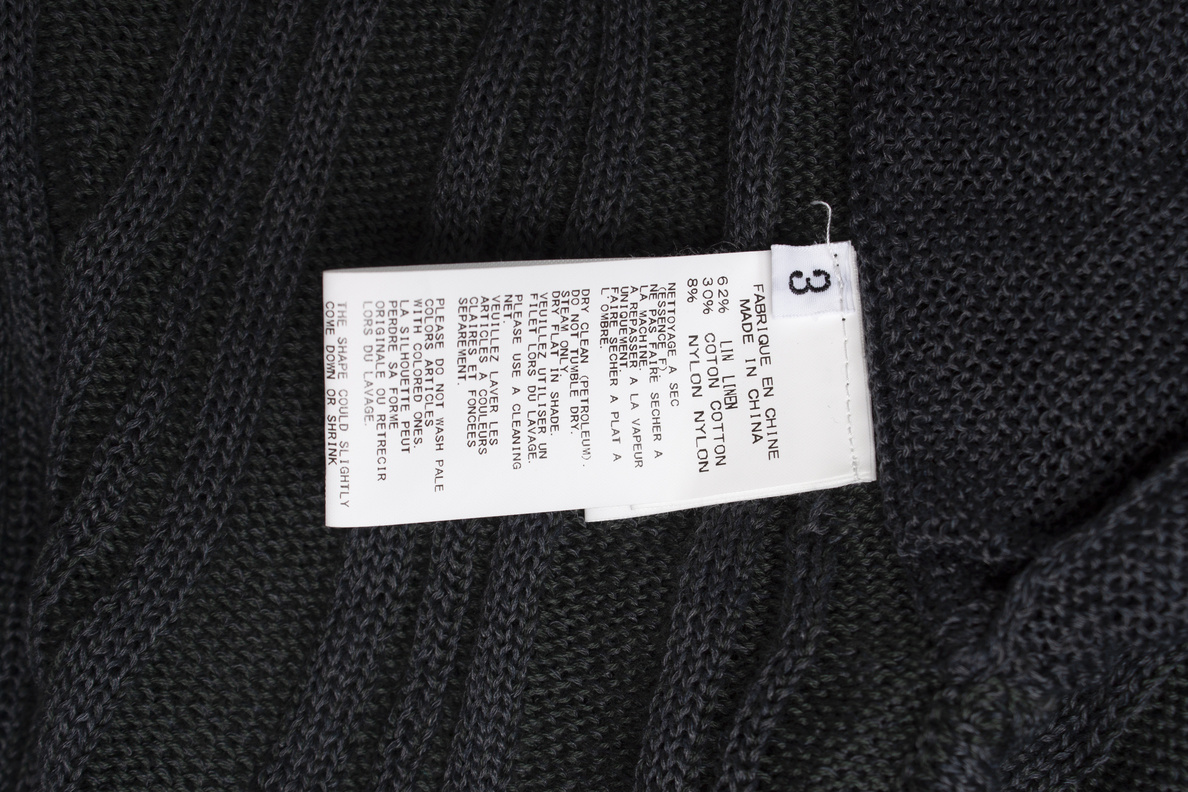 3
FABRIQUE EN CHINE
MADE IN CHINA
62% LIN LINEN
30% COTON COTTON
8% NYLON NYLON
NETTOYAGE A SEC
(ESSENCE F).
NE PAS FAIRE SECHER A
LA MACHINE.
A REPASSER A LA VAPEUR
UNIQUEMENT.
FAIRE SECHER A PLAT A
L'OMBRE.
DRY CLEAN (PETROLEUM).
DO NOT TUMBLE DRY.
STEAM ONLY.
DRY FLAT IN SHADE.
VEUILLEZ UTILISER UN
FILET LORS DU LAVAGE.
PLEASE USE A CLEANING
NET.
VEUILLEZ LAVER LES
ARTICLES A COULEURS
CLAIRES ET FONCEES
SEPAREMENT.
PLEASE DO NOT WASH PALE
COLORS ARTICLES
WITH COLORED ONES.
LA SILHOUETTE PEUT
PERDRE SA FORME
ORIGINALE OU RETRECIR
LORS DU LAVAGE.
THE SHAPE COULD SLIGHTLY
COME DOWN OR SHRINK